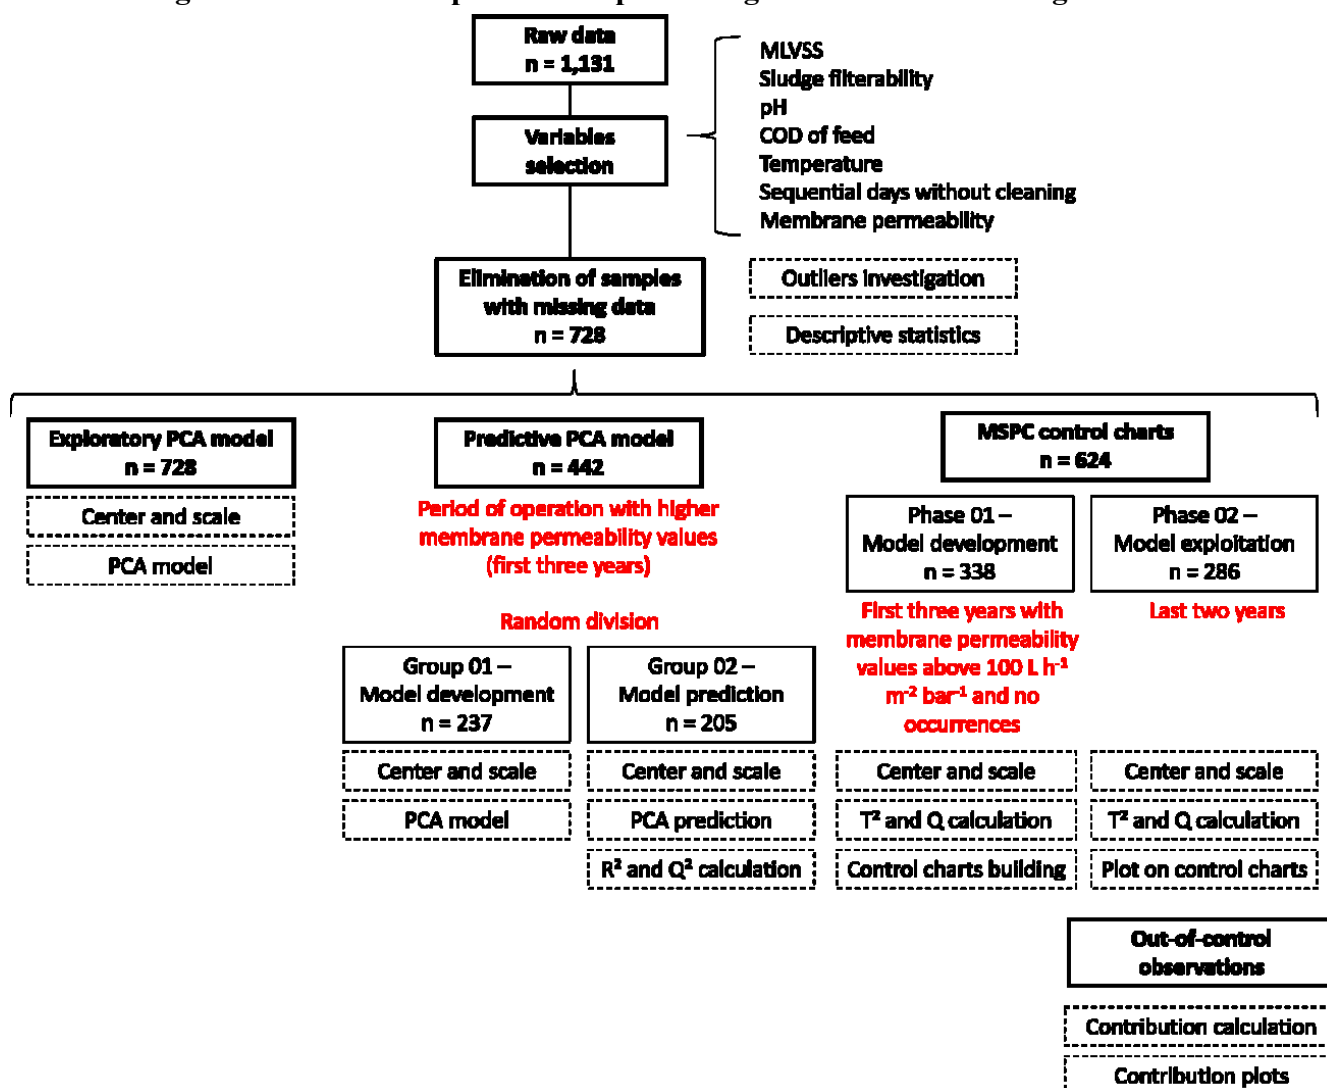 Raw data
n = 1,131
Variables
selection
MLVSS
Sludge filterability
pH
COD of feed
Temperature
Sequential days without cleaning
Membrane permeability
Elimination of samples
with missing data
n = 728
Outliers investigation
Descriptive statistics
Exploratory PCA model
n = 728
Center and scale
PCA model
Predictive PCA model
n = 442
Period of operation with higher
membrane permeability values
(first three years)
Random division
Group 01 –
Model development
n = 237
Center and scale
PCA model
Group 02 –
Model prediction
n = 205
Center and scale
PCA prediction
R² and Q² calculation
MSPC control charts
n = 624
Phase 01 –
Model development
n = 338
First three years with
membrane permeability
values above 100 L h⁻¹
m⁻² bar⁻¹ and no
occurrences
Center and scale
T² and Q calculation
Control charts building
Phase 02 –
Model exploitation
n = 286
Last two years
Center and scale
T² and Q calculation
Plot on control charts
Out-of-control
observations
Contribution calculation
Contribution plots